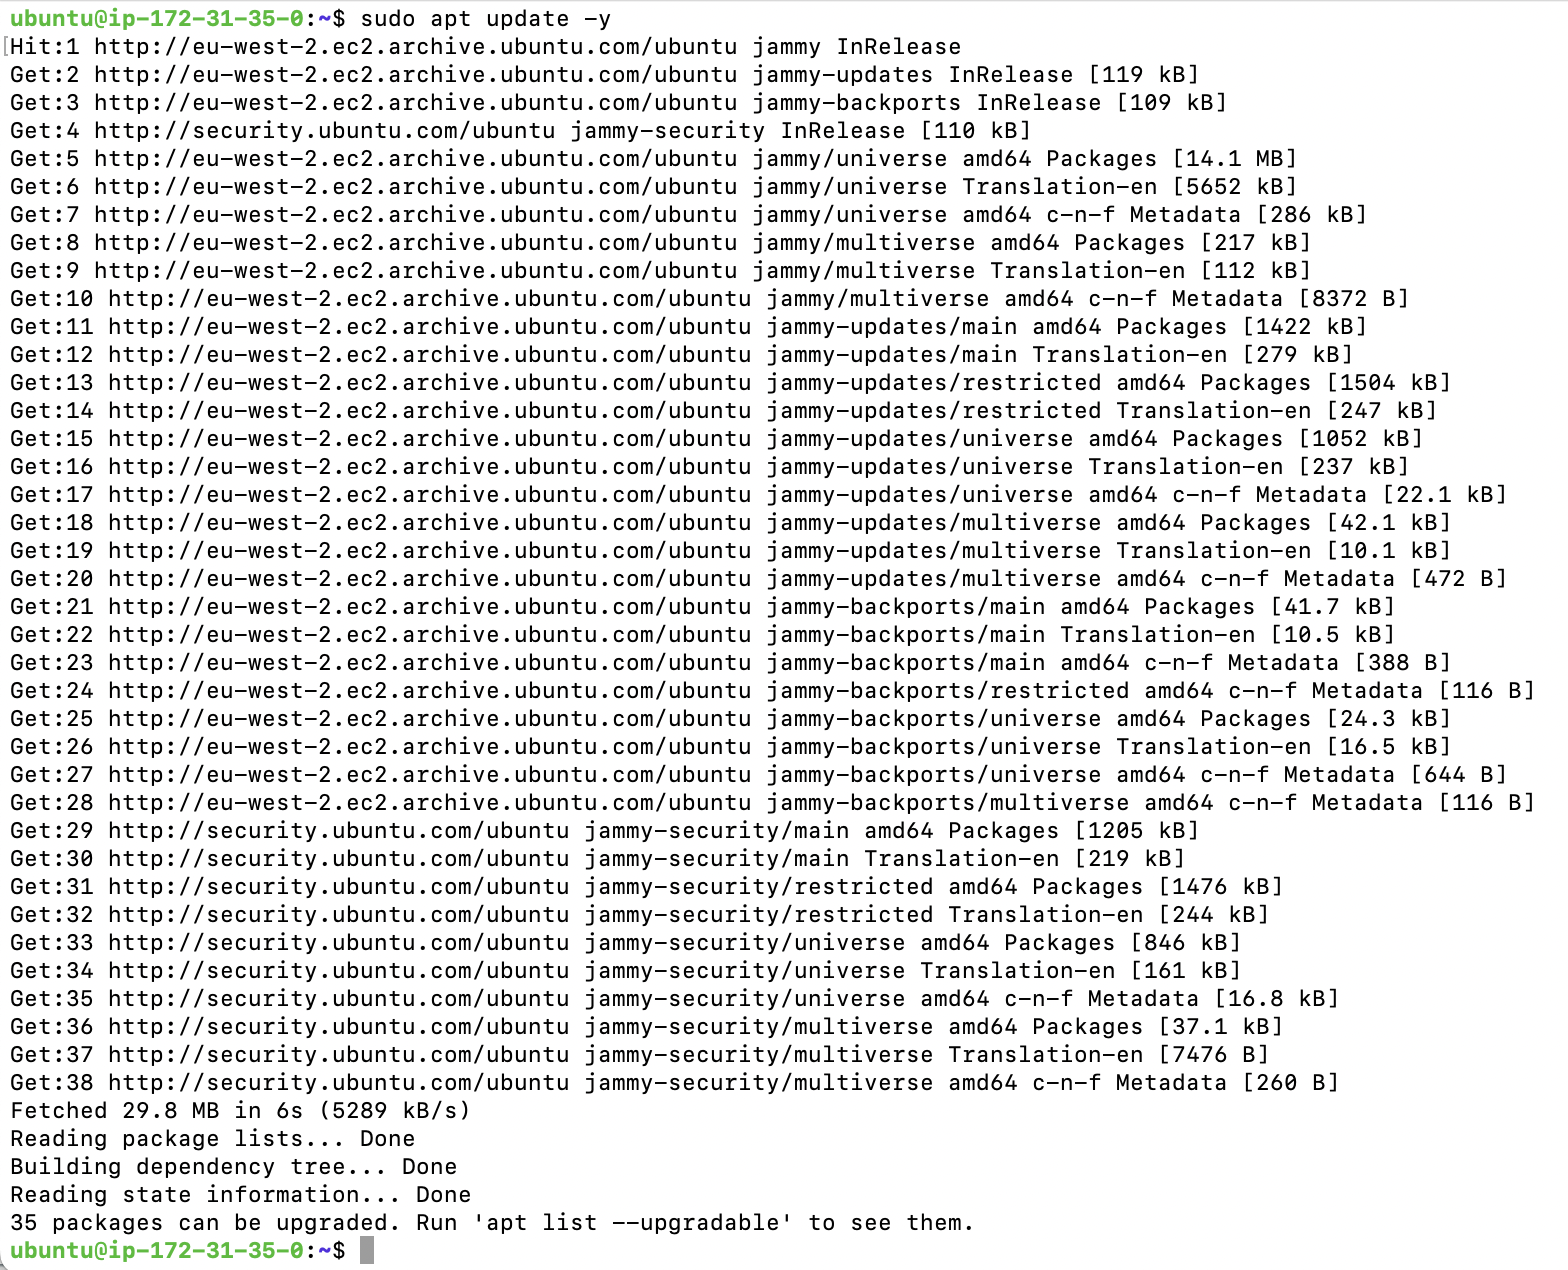 ubuntu@ip-172-31-35-0:~$ sudo apt update -y
[Hit:1 http://eu-west-2.ec2.archive.ubuntu.com/ubuntu jammy InRelease
Get:2 http://eu-west-2.ec2.archive.ubuntu.com/ubuntu jammy-updates InRelease [119 kB]
Get:3 http://eu-west-2.ec2.archive.ubuntu.com/ubuntu jammy-backports InRelease [109 kB]
Get:4 http://security.ubuntu.com/ubuntu jammy-security InRelease [110 kB]
Get:5 http://eu-west-2.ec2.archive.ubuntu.com/ubuntu jammy/universe amd64 Packages [14.1 MB]
Get:6 http://eu-west-2.ec2.archive.ubuntu.com/ubuntu jammy/universe Translation-en [5652 kB]
Get:7 http://eu-west-2.ec2.archive.ubuntu.com/ubuntu jammy/universe amd64 c-n-f Metadata [286 kB]
Get:8 http://eu-west-2.ec2.archive.ubuntu.com/ubuntu jammy/multiverse amd64 Packages [217 kB]
Get:9 http://eu-west-2.ec2.archive.ubuntu.com/ubuntu jammy/multiverse Translation-en [112 kB]
Get:10 http://eu-west-2.ec2.archive.ubuntu.com/ubuntu jammy/multiverse amd64 c-n-f Metadata [8372 B]
Get:11 http://eu-west-2.ec2.archive.ubuntu.com/ubuntu jammy-updates/main amd64 Packages [1422 kB]
Get:12 http://eu-west-2.ec2.archive.ubuntu.com/ubuntu jammy-updates/main Translation-en [279 kB]
Get:13 http://eu-west-2.ec2.archive.ubuntu.com/ubuntu jammy-updates/restricted amd64 Packages [1504 kB]
Get:14 http://eu-west-2.ec2.archive.ubuntu.com/ubuntu jammy-updates/restricted Translation-en [247 kB]
Get:15 http://eu-west-2.ec2.archive.ubuntu.com/ubuntu jammy-updates/universe amd64 Packages [1052 kB]
Get:16 http://eu-west-2.ec2.archive.ubuntu.com/ubuntu jammy-updates/universe Translation-en [237 kB]
Get:17 http://eu-west-2.ec2.archive.ubuntu.com/ubuntu jammy-updates/universe amd64 c-n-f Metadata [22.1 kB]
Get:18 http://eu-west-2.ec2.archive.ubuntu.com/ubuntu jammy-updates/multiverse amd64 Packages [42.1 kB]
Get:19 http://eu-west-2.ec2.archive.ubuntu.com/ubuntu jammy-updates/multiverse Translation-en [10.1 kB]
Get:20 http://eu-west-2.ec2.archive.ubuntu.com/ubuntu jammy-updates/multiverse amd64 c-n-f Metadata [472 B]
Get:21 http://eu-west-2.ec2.archive.ubuntu.com/ubuntu jammy-backports/main amd64 Packages [41.7 kB]
Get:22 http://eu-west-2.ec2.archive.ubuntu.com/ubuntu jammy-backports/main Translation-en [10.5 kB]
Get:23 http://eu-west-2.ec2.archive.ubuntu.com/ubuntu jammy-backports/main amd64 c-n-f Metadata [388 B]
Get:24 http://eu-west-2.ec2.archive.ubuntu.com/ubuntu jammy-backports/restricted amd64 c-n-f Metadata [116 B]
Get:25 http://eu-west-2.ec2.archive.ubuntu.com/ubuntu jammy-backports/universe amd64 Packages [24.3 kB]
Get:26 http://eu-west-2.ec2.archive.ubuntu.com/ubuntu jammy-backports/universe Translation-en [16.5 kB]
Get:27 http://eu-west-2.ec2.archive.ubuntu.com/ubuntu jammy-backports/universe amd64 c-n-f Metadata [644 B]
Get:28 http://eu-west-2.ec2.archive.ubuntu.com/ubuntu jammy-backports/multiverse amd64 c-n-f Metadata [116 B]
Get:29 http://security.ubuntu.com/ubuntu jammy-security/main amd64 Packages [1205 kB]
Get:30 http://security.ubuntu.com/ubuntu jammy-security/main Translation-en [219 kB]
Get:31 http://security.ubuntu.com/ubuntu jammy-security/restricted amd64 Packages [1476 kB]
Get:32 http://security.ubuntu.com/ubuntu jammy-security/restricted Translation-en [244 kB]
Get:33 http://security.ubuntu.com/ubuntu jammy-security/universe amd64 Packages [846 kB]
Get:34 http://security.ubuntu.com/ubuntu jammy-security/universe Translation-en [161 kB]
Get:35 http://security.ubuntu.com/ubuntu jammy-security/universe amd64 c-n-f Metadata [16.8 kB]
Get:36 http://security.ubuntu.com/ubuntu jammy-security/multiverse amd64 Packages [37.1 kB]
Get:37 http://security.ubuntu.com/ubuntu jammy-security/multiverse Translation-en [7476 B]
Get:38 http://security.ubuntu.com/ubuntu jammy-security/multiverse amd64 c-n-f Metadata [260 B]
Fetched 29.8 MB in 6s (5289 kB/s)
Reading package lists... Done
Building dependency tree... Done
Reading state information... Done
35 packages can be upgraded. Run 'apt list --upgradable' to see them.
ubuntu@ip-172-31-35-0:~$